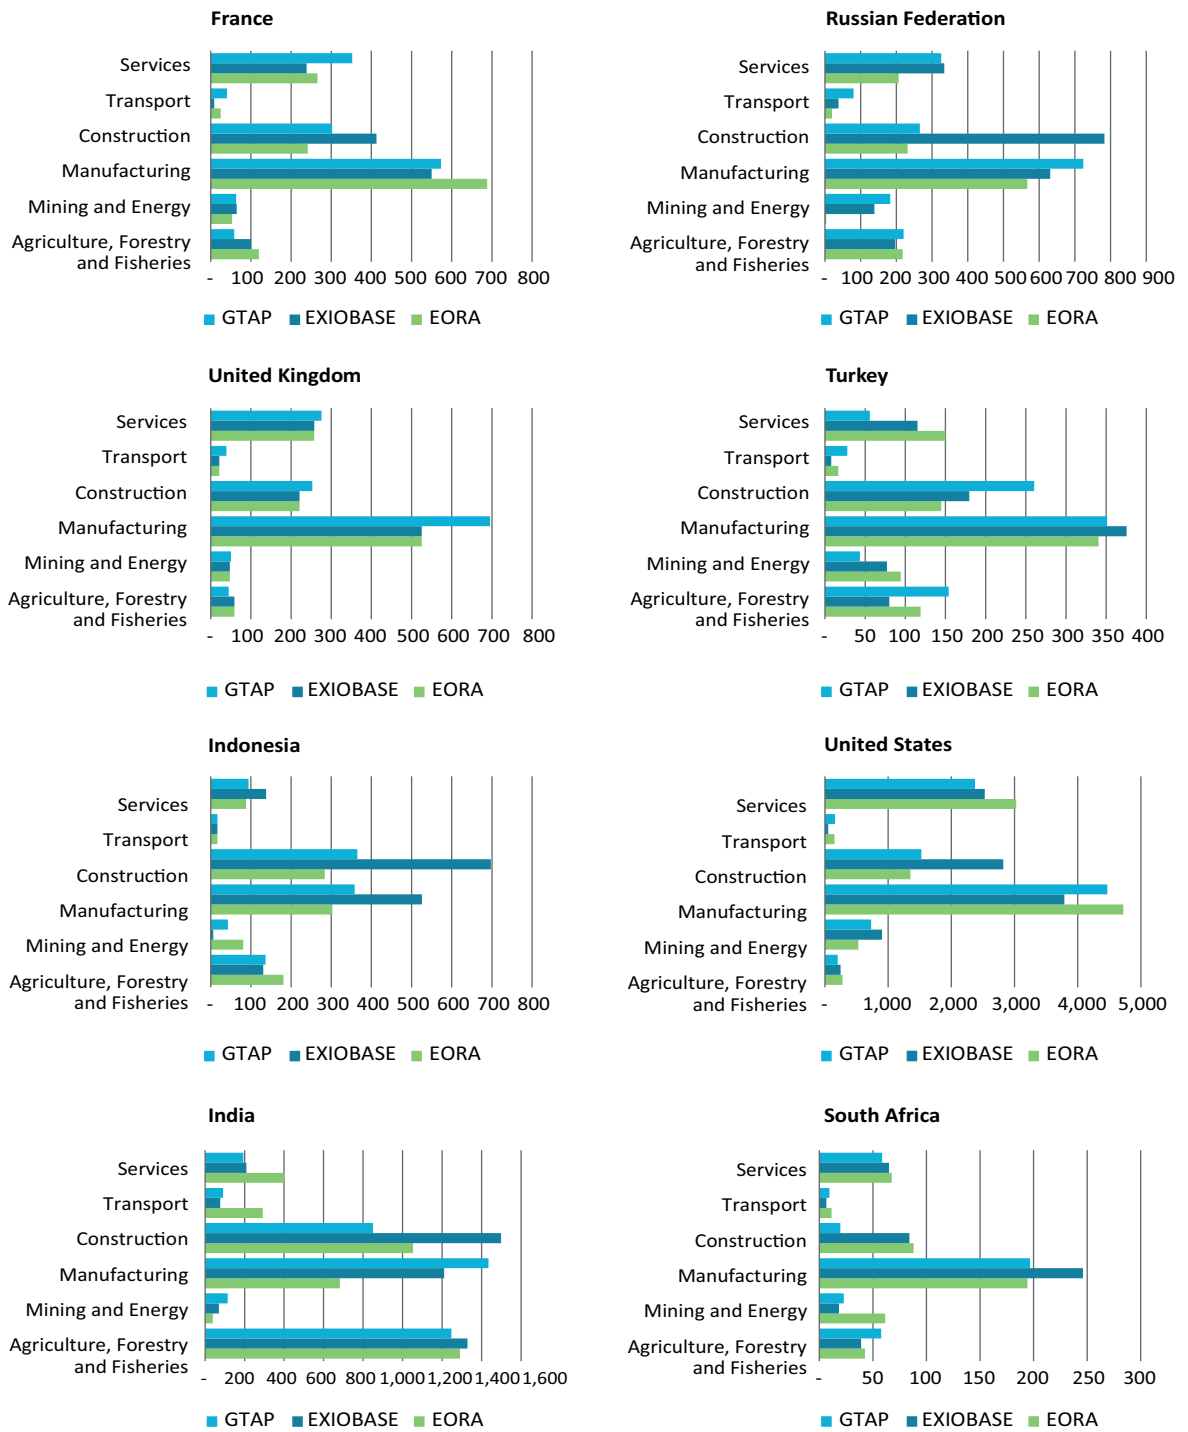 France
Services
Transport
Construction
Manufacturing
Mining and Energy
Agriculture, Forestry
and Fisheries
- 100 200 300 400 500 600 700 800
GTAP EXIOBASE EORA
Russian Federation
Services
Transport
Construction
Manufacturing
Mining and Energy
Agriculture, Forestry
and Fisheries
- 100 200 300 400 500 600 700 800 900
GTAP EXIOBASE EORA
United Kingdom
Services
Transport
Construction
Manufacturing
Mining and Energy
Agriculture, Forestry
and Fisheries
- 100 200 300 400 500 600 700 800
GTAP EXIOBASE EORA
Turkey
Services
Transport
Construction
Manufacturing
Mining and Energy
Agriculture, Forestry
and Fisheries
- 50 100 150 200 250 300 350 400
GTAP EXIOBASE EORA
Indonesia
Services
Transport
Construction
Manufacturing
Mining and Energy
Agriculture, Forestry
and Fisheries
- 100 200 300 400 500 600 700 800
GTAP EXIOBASE EORA
United States
Services
Transport
Construction
Manufacturing
Mining and Energy
Agriculture, Forestry
and Fisheries
- 1,000 2,000 3,000 4,000 5,000
GTAP EXIOBASE EORA
India
Services
Transport
Construction
Manufacturing
Mining and Energy
Agriculture, Forestry
and Fisheries
- 200 400 600 800 1,000 1,200 1,400 1,600
GTAP EXIOBASE EORA
South Africa
Services
Transport
Construction
Manufacturing
Mining and Energy
Agriculture, Forestry
and Fisheries
- 50 100 150 200 250 300
GTAP EXIOBASE EORA